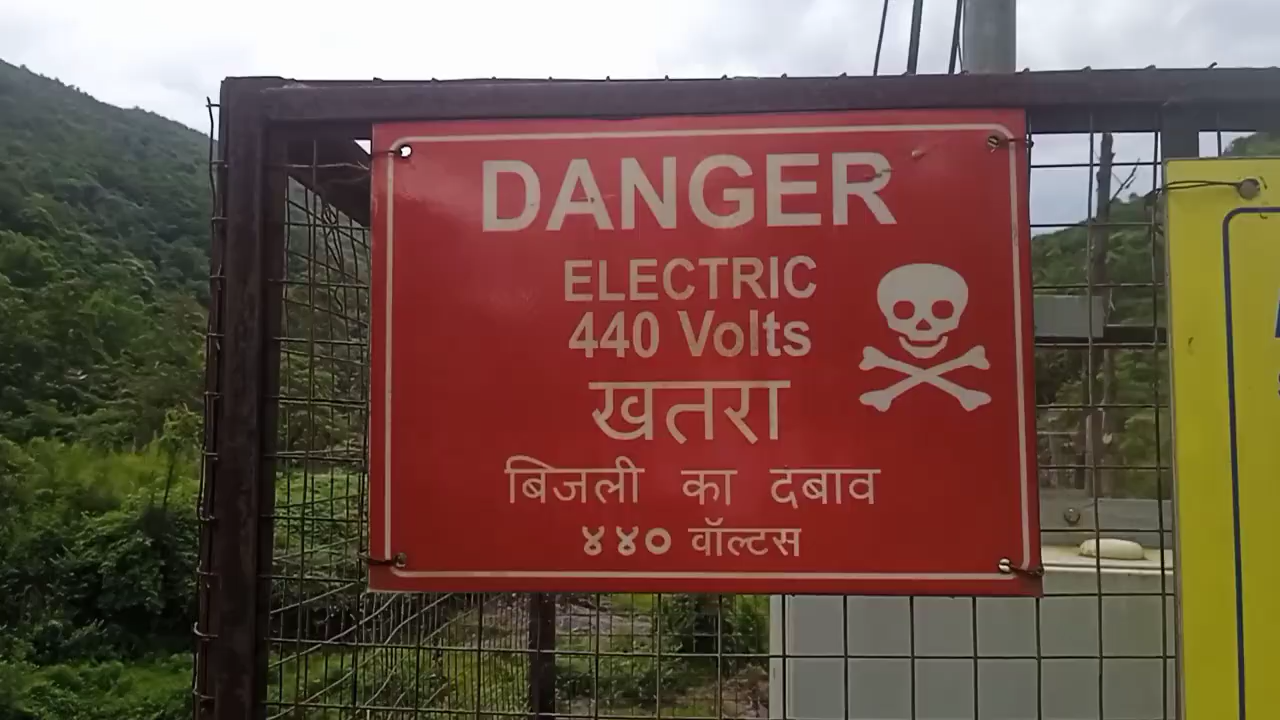 DANGER
ELECTRIC
440 Volts
खतरा
बिजली का दबाव
४४० वॉल्टस